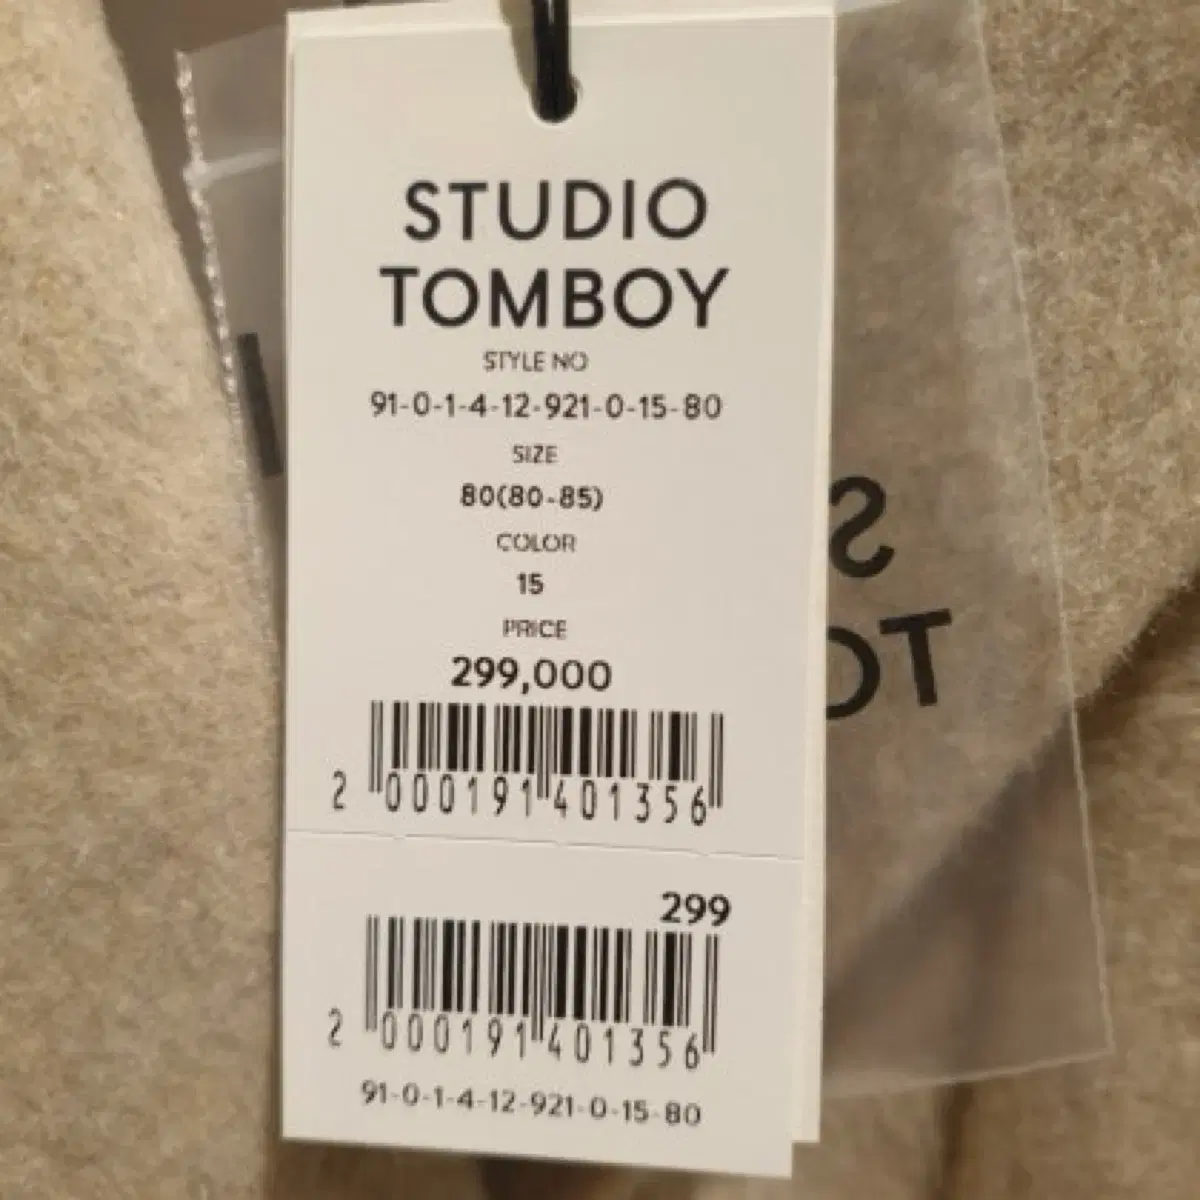 STUDIO
TOMBOY
STYLE NO
91-0-1-4-12-921-0-15-80
SIZE
80(80-85)
COLOR
15
PRICE
299,000
2 000191 401356
299
2 000191 401356
91-0-1-4-12-921-0-15-80
S
TO